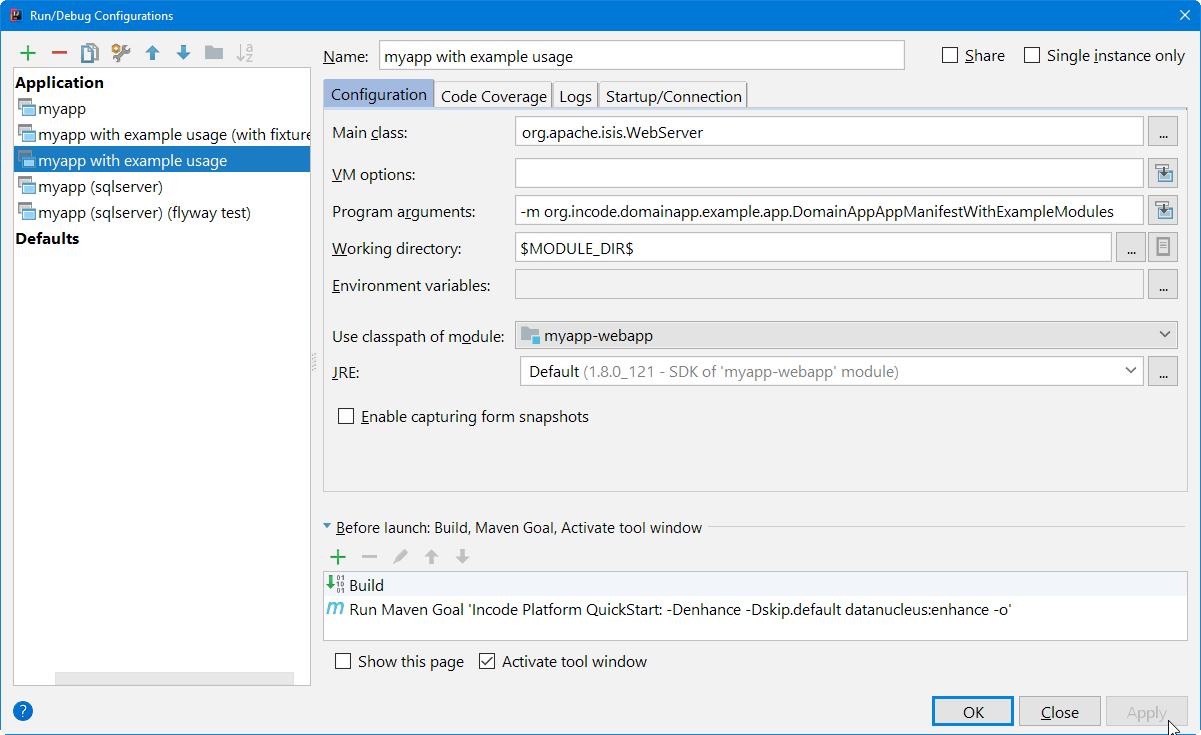 Run/Debug Configurations
Name: myapp with example usage Share Single instance only
Application
myapp
myapp with example usage (with fixture
myapp with example usage
myapp (sqlserver)
myapp (sqlserver) (flyway test)
Defaults
Configuration Code Coverage Logs Startup/Connection
Main class: org.apache.isis.WebServer ...
VM options:
Program arguments: -m org.incode.domainapp.example.app.DomainAppAppManifestWithExampleModules
Working directory: $MODULE_DIR$ ...
Environment variables: ...
Use classpath of module: myapp-webapp
JRE: Default (1.8.0_121 - SDK of 'myapp-webapp' module) ...
Enable capturing form snapshots
Before launch: Build, Maven Goal, Activate tool window
Build
m Run Maven Goal 'Incode Platform QuickStart: -Denhance -Dskip.default datanucleus:enhance -o'
Show this page Activate tool window
? OK Close Apply